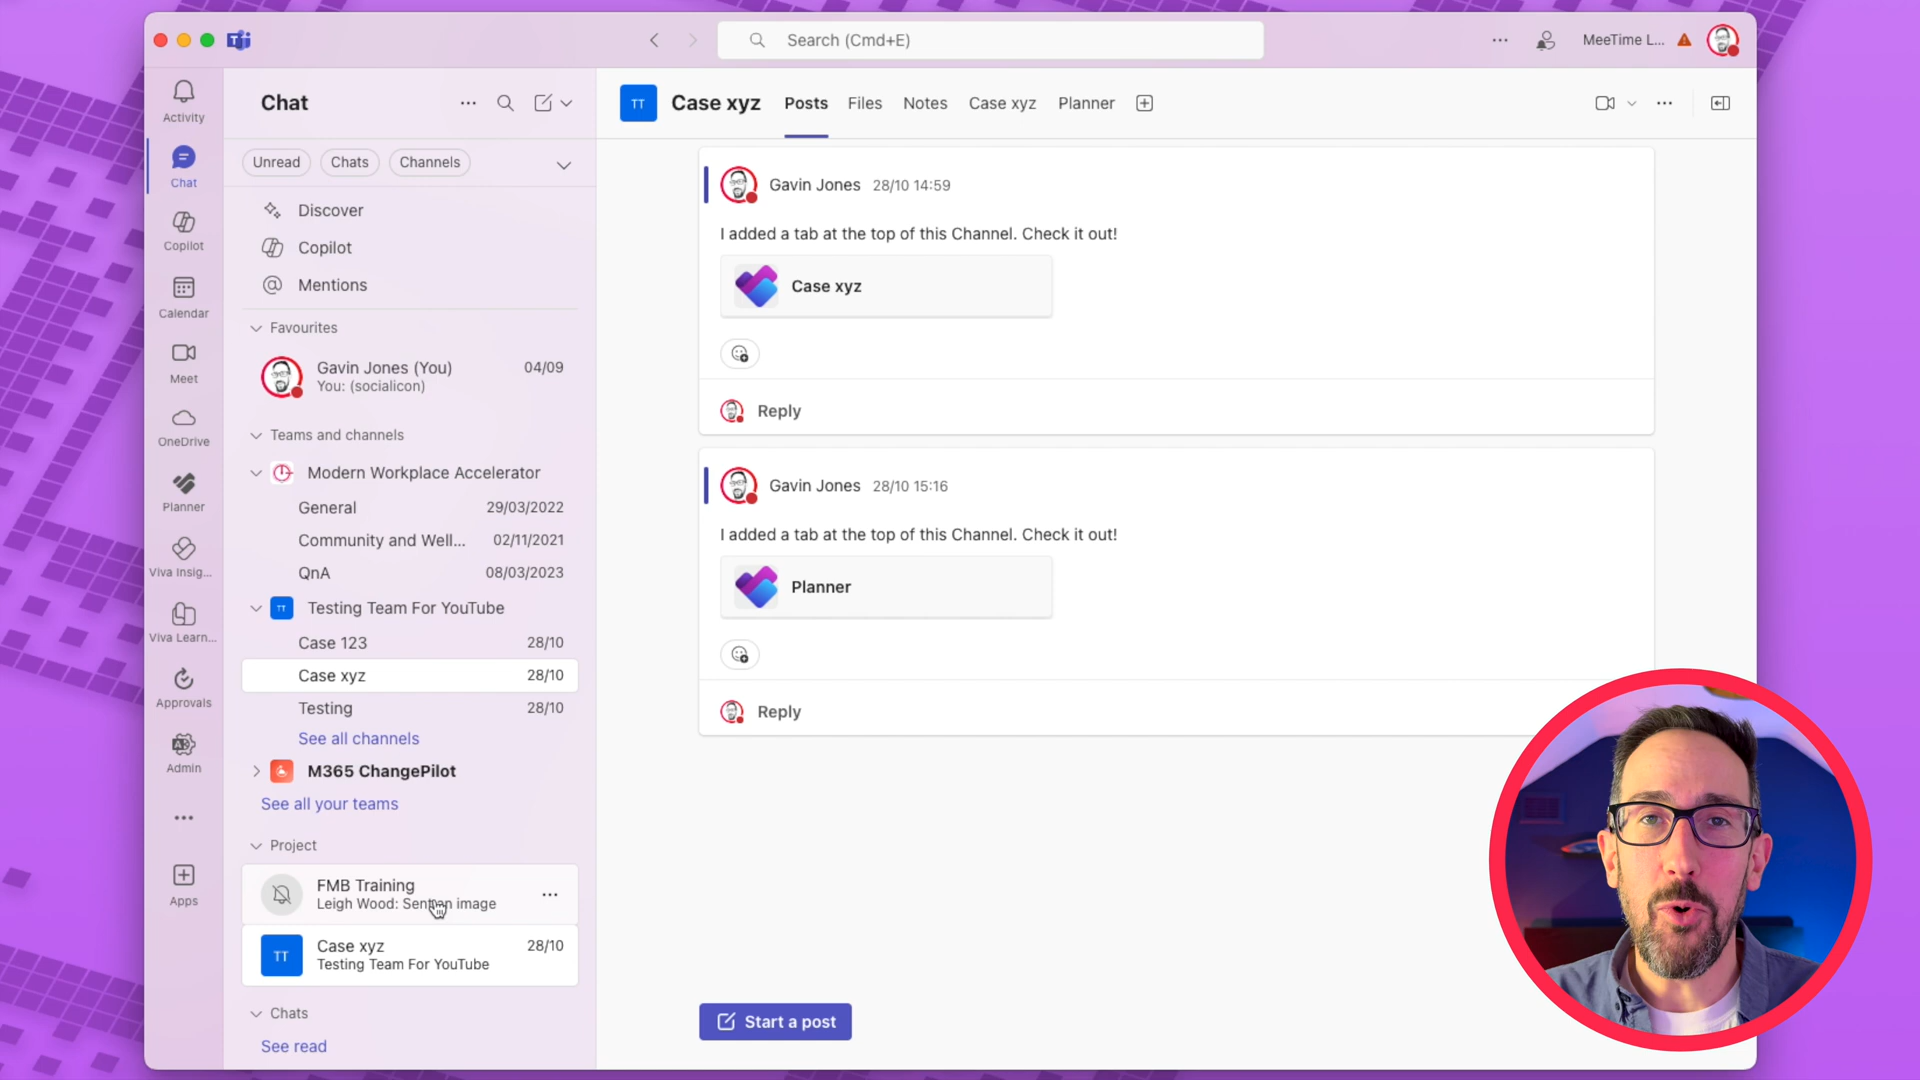 Search (Cmd+E)
MeeTime L...
Activity
Chat
Copilot
Calendar
Meet
OneDrive
Planner
Viva Insig...
Viva Learn...
Approvals
Admin
Apps
Chat
Unread
Chats
Channels
Discover
Copilot
Mentions
Favourites
Gavin Jones (You) 04/09
You: (socialicon)
Teams and channels
Modern Workplace Accelerator
General 29/03/2022
Community and Well... 02/11/2021
QnA 08/03/2023
TT Testing Team For YouTube
Case 123 28/10
Case xyz 28/10
Testing 28/10
See all channels
M365 ChangePilot
See all your teams
Project
FMB Training
Leigh Wood: Sent an image
TT Case xyz 28/10
Testing Team For YouTube
Chats
See read
TT Case xyz Posts Files Notes Case xyz Planner
Gavin Jones 28/10 14:59
I added a tab at the top of this Channel. Check it out!
Case xyz
Reply
Gavin Jones 28/10 15:16
I added a tab at the top of this Channel. Check it out!
Planner
Reply
Start a post